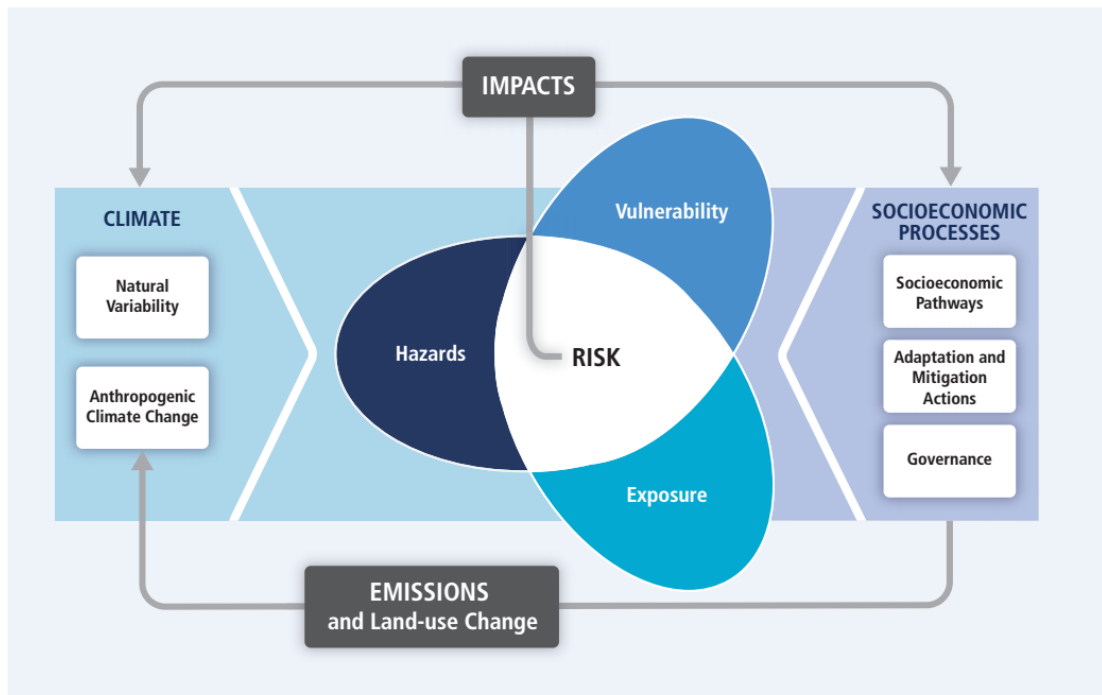 IMPACTS
CLIMATE
Natural
Variability
Anthropogenic
Climate Change
Vulnerability
Hazards
RISK
Exposure
SOCIOECONOMIC
PROCESSES
Socioeconomic
Pathways
Adaptation and
Mitigation
Actions
Governance
EMISSIONS
and Land-use Change